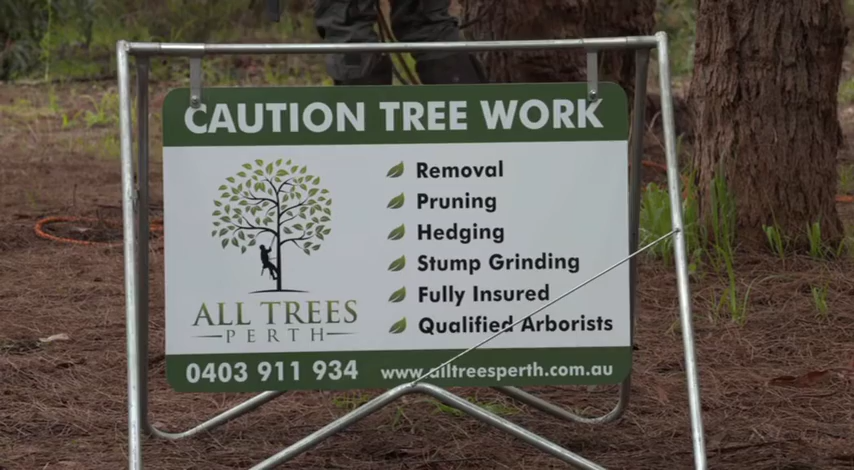 CAUTION TREE WORK
ALL TREES
PERTH
Removal
Pruning
Hedging
Stump Grinding
Fully Insured
Qualified Arborists
0403 911 934
www.alltreesperth.com.au